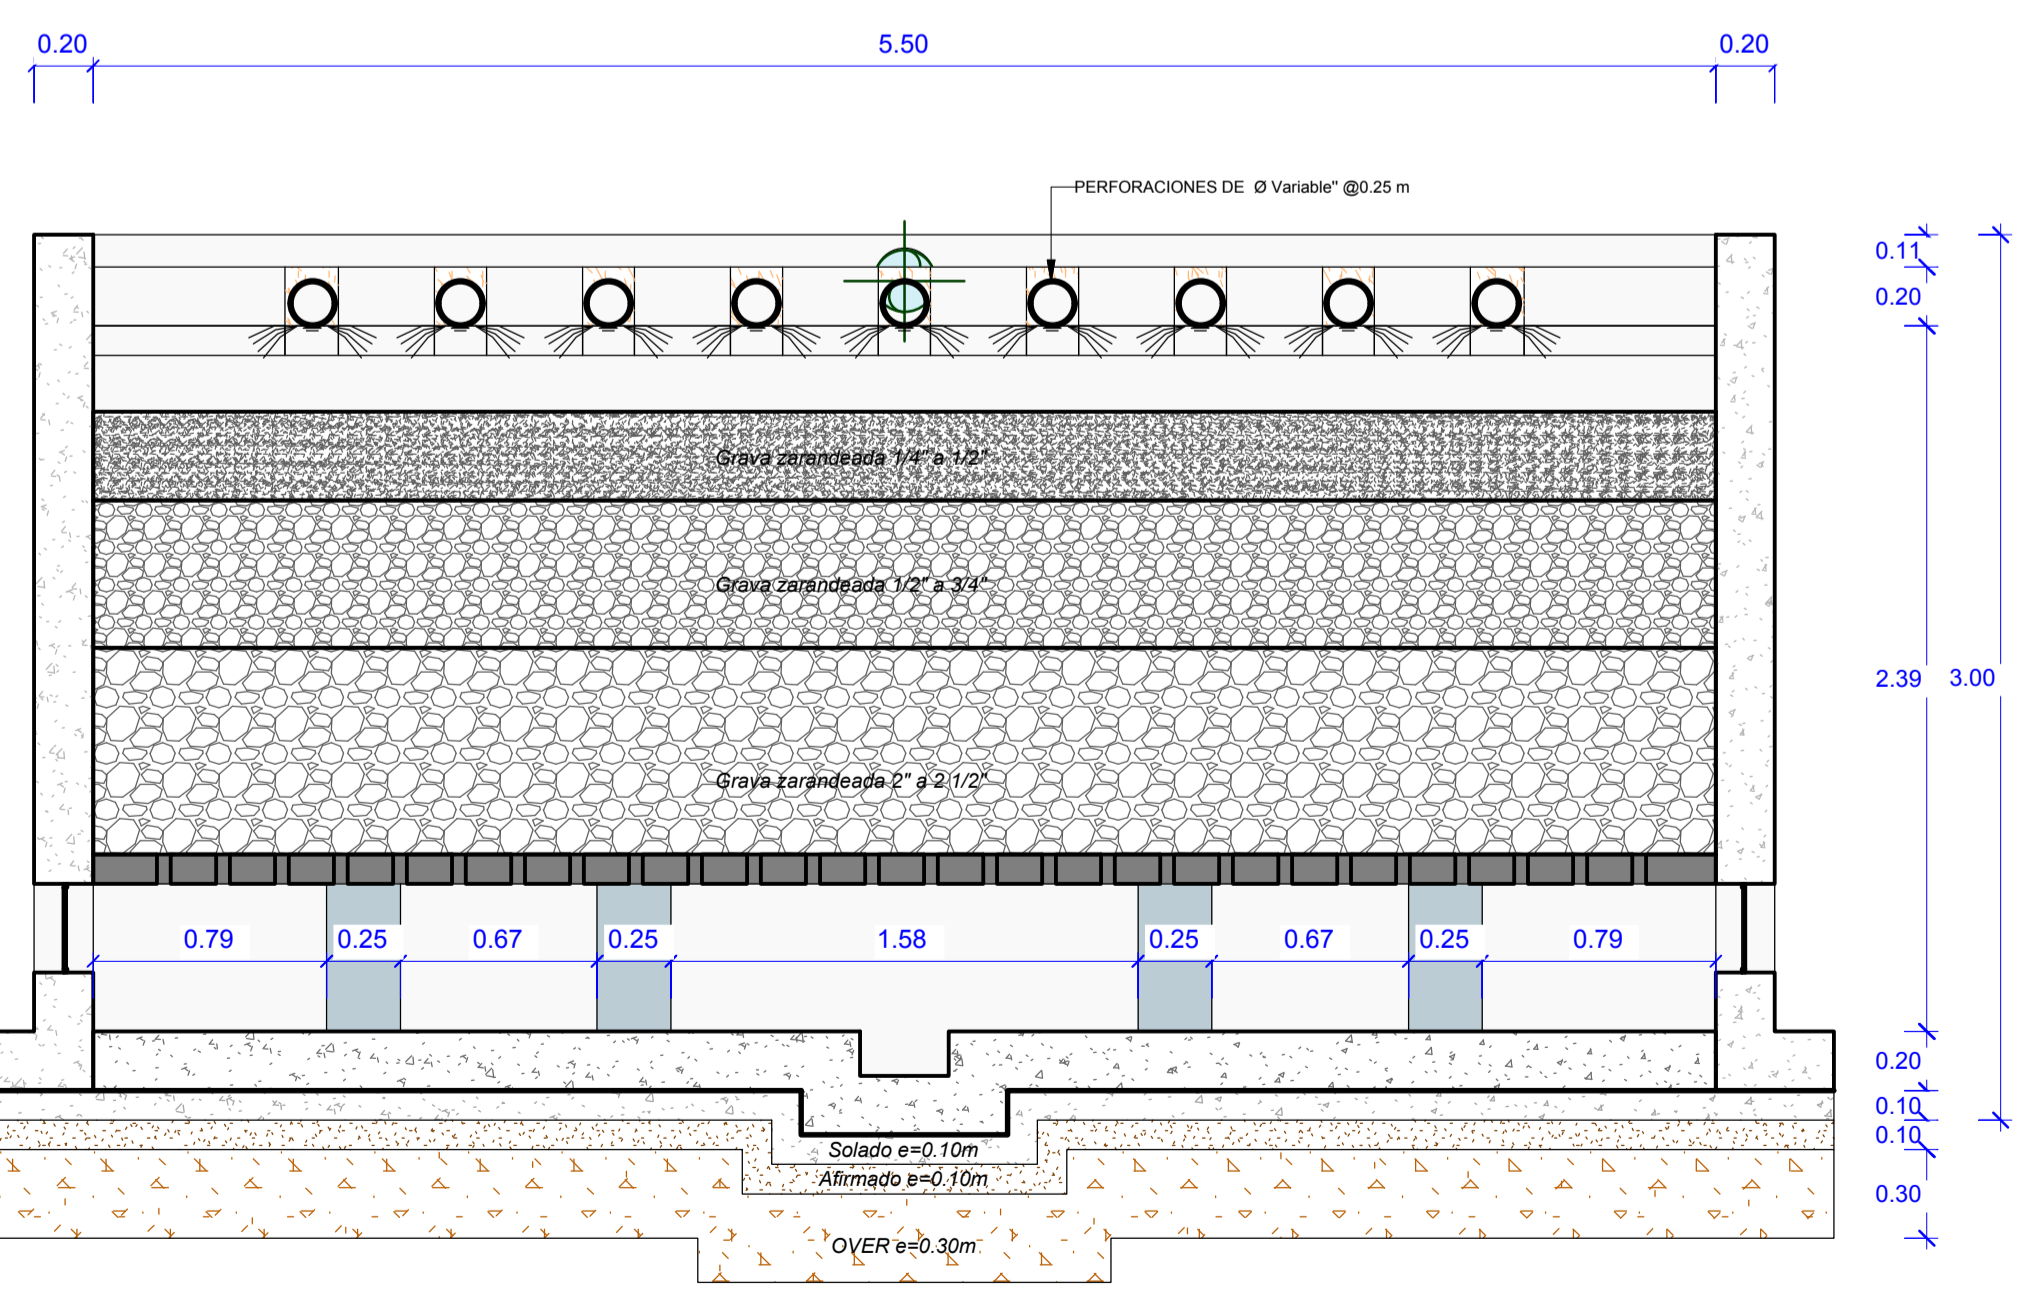 0.20
5.50
0.20
PERFORACIONES DE Ø Variable" @0.25 m
0.11
0.20
Grava zarandeada 1/4" a 1/2"
Grava zarandeada 1/2" a 3/4"
2.39
3.00
Grava zarandeada 2" a 2 1/2"
0.79
0.25
0.67
0.25
1.58
0.25
0.67
0.25
0.79
0.20
0.10
0.10
Solado e=0.10m
Afirmado e=0.10m
0.30
OVER e=0.30m